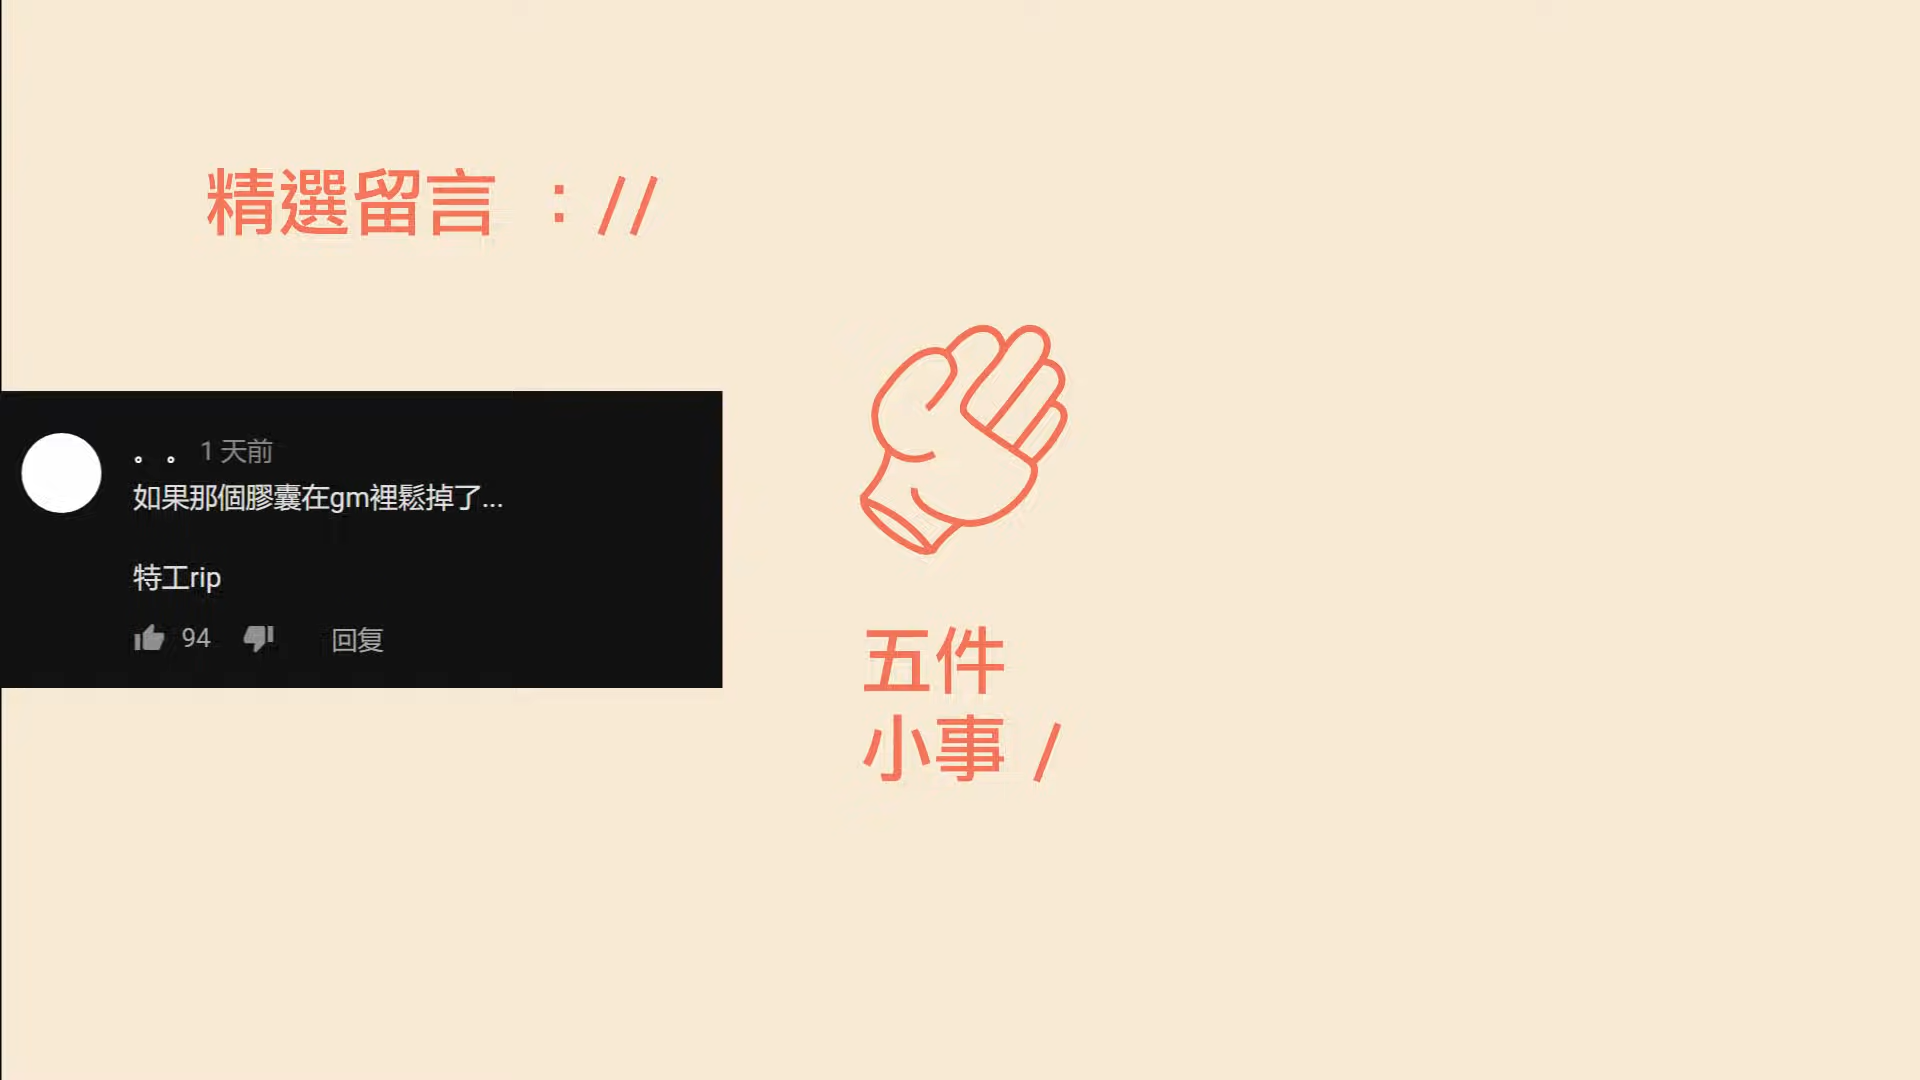 精選留言 ：//
。 。 1 天前
如果那個膠囊在gm裡鬆掉了...
特工rip
94 回复
五件
小事 /